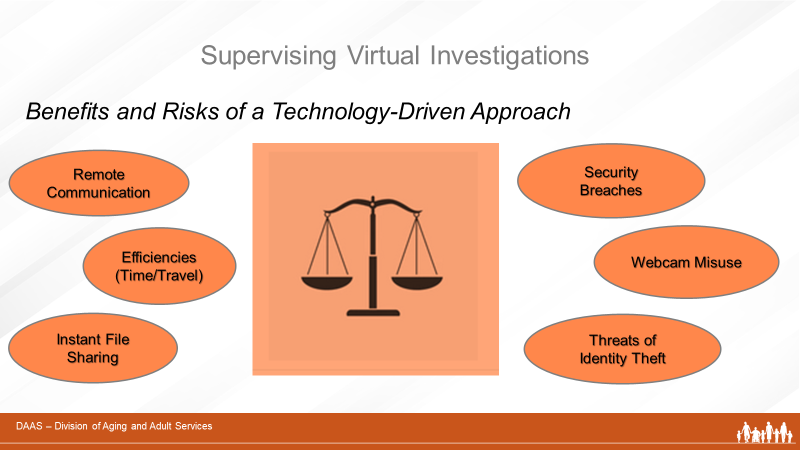 Supervising Virtual Investigations
Benefits and Risks of a Technology-Driven Approach
Remote
Communication
Efficiencies
(Time/Travel)
Instant File
Sharing
Security
Breaches
Webcam Misuse
Threats of
Identity Theft
DAAS – Division of Aging and Adult Services